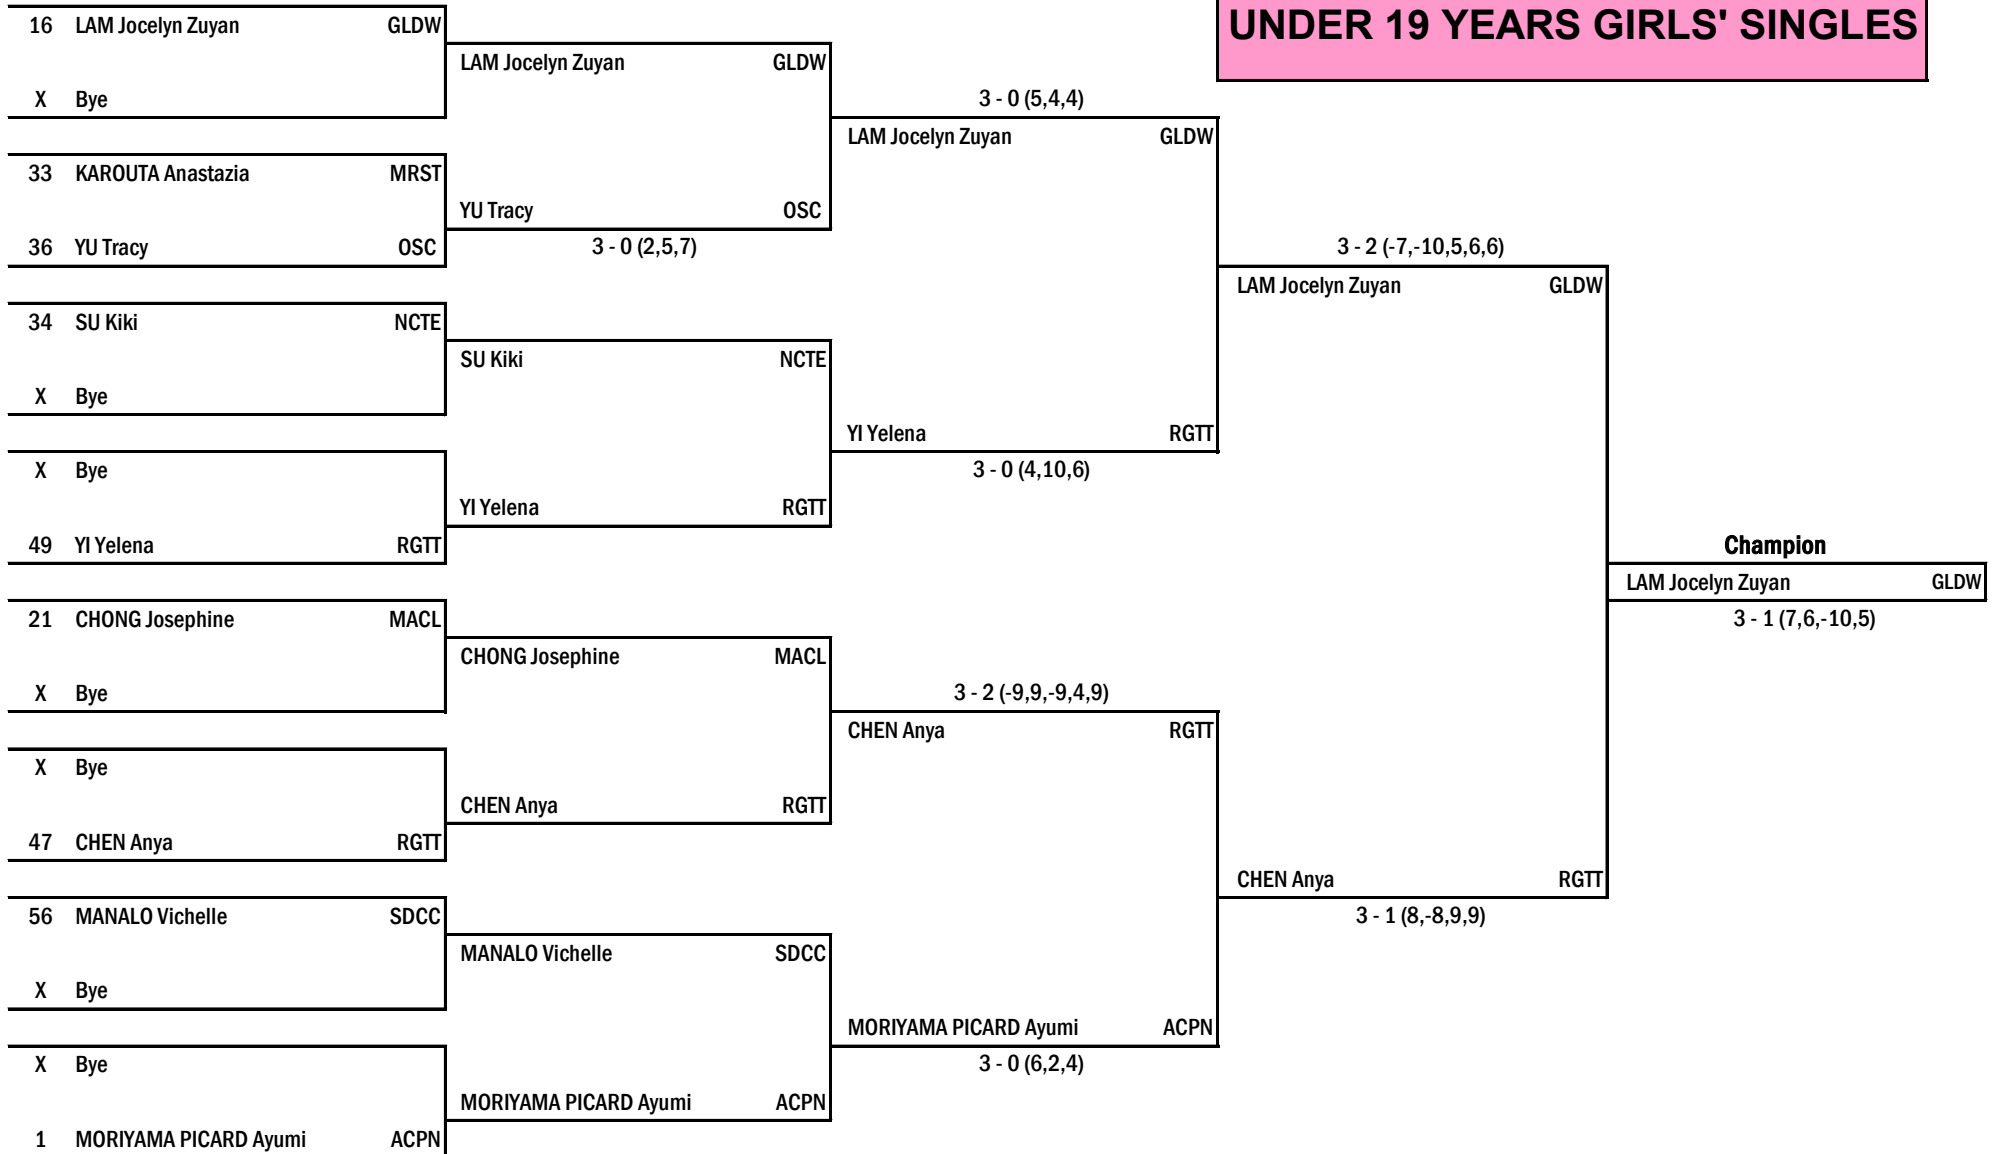 UNDER 19 YEARS GIRLS' SINGLES
16 LAM Jocelyn Zuyan GLDW
LAM Jocelyn Zuyan GLDW
X Bye
3 - 0 (5,4,4)
LAM Jocelyn Zuyan GLDW
33 KAROUTA Anastazia MRST
YU Tracy OSC
36 YU Tracy OSC
3 - 0 (2,5,7)
3 - 2 (-7,-10,5,6,6)
LAM Jocelyn Zuyan GLDW
34 SU Kiki NCTE
SU Kiki NCTE
X Bye
YI Yelena RGTT
X Bye
3 - 0 (4,10,6)
YI Yelena RGTT
49 YI Yelena RGTT
Champion
LAM Jocelyn Zuyan GLDW
3 - 1 (7,6,-10,5)
21 CHONG Josephine MACL
CHONG Josephine MACL
X Bye
3 - 2 (-9,9,-9,4,9)
CHEN Anya RGTT
X Bye
CHEN Anya RGTT
47 CHEN Anya RGTT
CHEN Anya RGTT
3 - 1 (8,-8,9,9)
56 MANALO Vichelle SDCC
MANALO Vichelle SDCC
X Bye
MORIYAMA PICARD Ayumi ACPN
3 - 0 (6,2,4)
X Bye
MORIYAMA PICARD Ayumi ACPN
1 MORIYAMA PICARD Ayumi ACPN